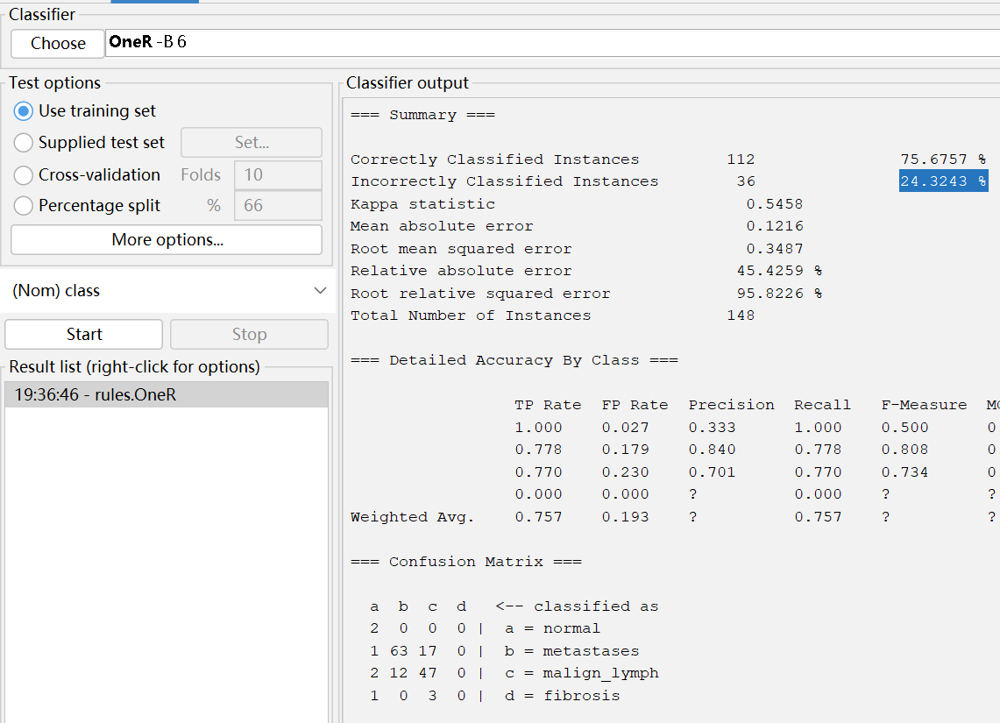 Classifier
Choose OneR -B 6
Test options
Use training set
Supplied test set Set...
Cross-validation Folds 10
Percentage split % 66
More options...
(Nom) class
Start Stop
Result list (right-click for options)
19:36:46 - rules.OneR
Classifier output
=== Summary ===
Correctly Classified Instances 112 75.6757 %
Incorrectly Classified Instances 36 24.3243 %
Kappa statistic 0.5458
Mean absolute error 0.1216
Root mean squared error 0.3487
Relative absolute error 45.4259 %
Root relative squared error 95.8226 %
Total Number of Instances 148
=== Detailed Accuracy By Class ===
TP Rate FP Rate Precision Recall F-Measure
1.000 0.027 0.333 1.000 0.500 0
0.778 0.179 0.840 0.778 0.808 0
0.770 0.230 0.701 0.770 0.734 0
0.000 0.000 ? 0.000 ? ?
Weighted Avg. 0.757 0.193 ? 0.757 ? ?
=== Confusion Matrix ===
a b c d <-- classified as
2 0 0 0 | a = normal
1 63 17 0 | b = metastases
2 12 47 0 | c = malign_lymph
1 0 3 0 | d = fibrosis